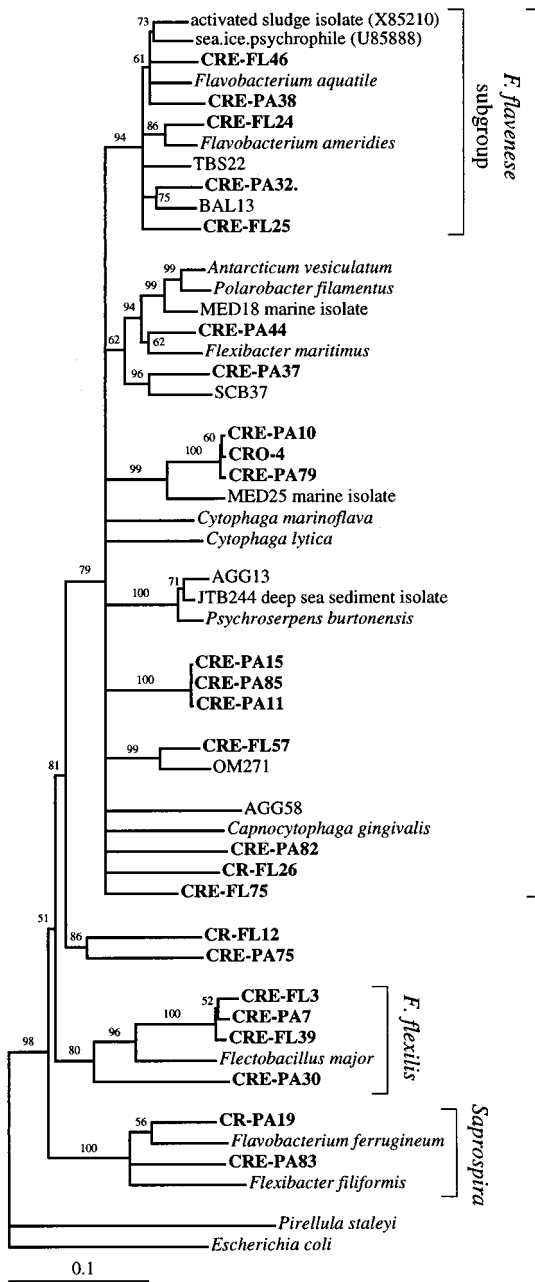 73
activated sludge isolate (X85210)
sea.ice.psychrophile (U85888)
61
CRE-FL46
Flavobacterium aquatile
CRE-PA38
94
86
CRE-FL24
Flavobacterium ameridies
TBS22
CRE-PA32.
75
BAL13
CRE-FL25
F. flavenese
subgroup
99
Antarcticum vesiculatum
99
Polarobacter filamentus
94
MED18 marine isolate
CRE-PA44
62
62
Flexibacter maritimus
96
CRE-PA37
SCB37
60
CRE-PA10
100
CRO-4
99
CRE-PA79
MED25 marine isolate
Cytophaga marinoflava
Cytophaga lytica
79
71
AGG13
100
JTB244 deep sea sediment isolate
Psychroserpens burtonensis
CRE-PA15
100
CRE-PA85
CRE-PA11
99
CRE-FL57
OM271
81
AGG58
Capnocytophaga gingivalis
CRE-PA82
CR-FL26
CRE-FL75
51
86
CR-FL12
CRE-PA75
52
CRE-FL3
100
CRE-PA7
96
CRE-FL39
98
80
Flectobacillus major
CRE-PA30
F. flexilis
56
CR-PA19
Flavobacterium ferrugineum
100
CRE-PA83
Flexibacter filiformis
Saprospira
Pirellula staleyi
Escherichia coli
0.1